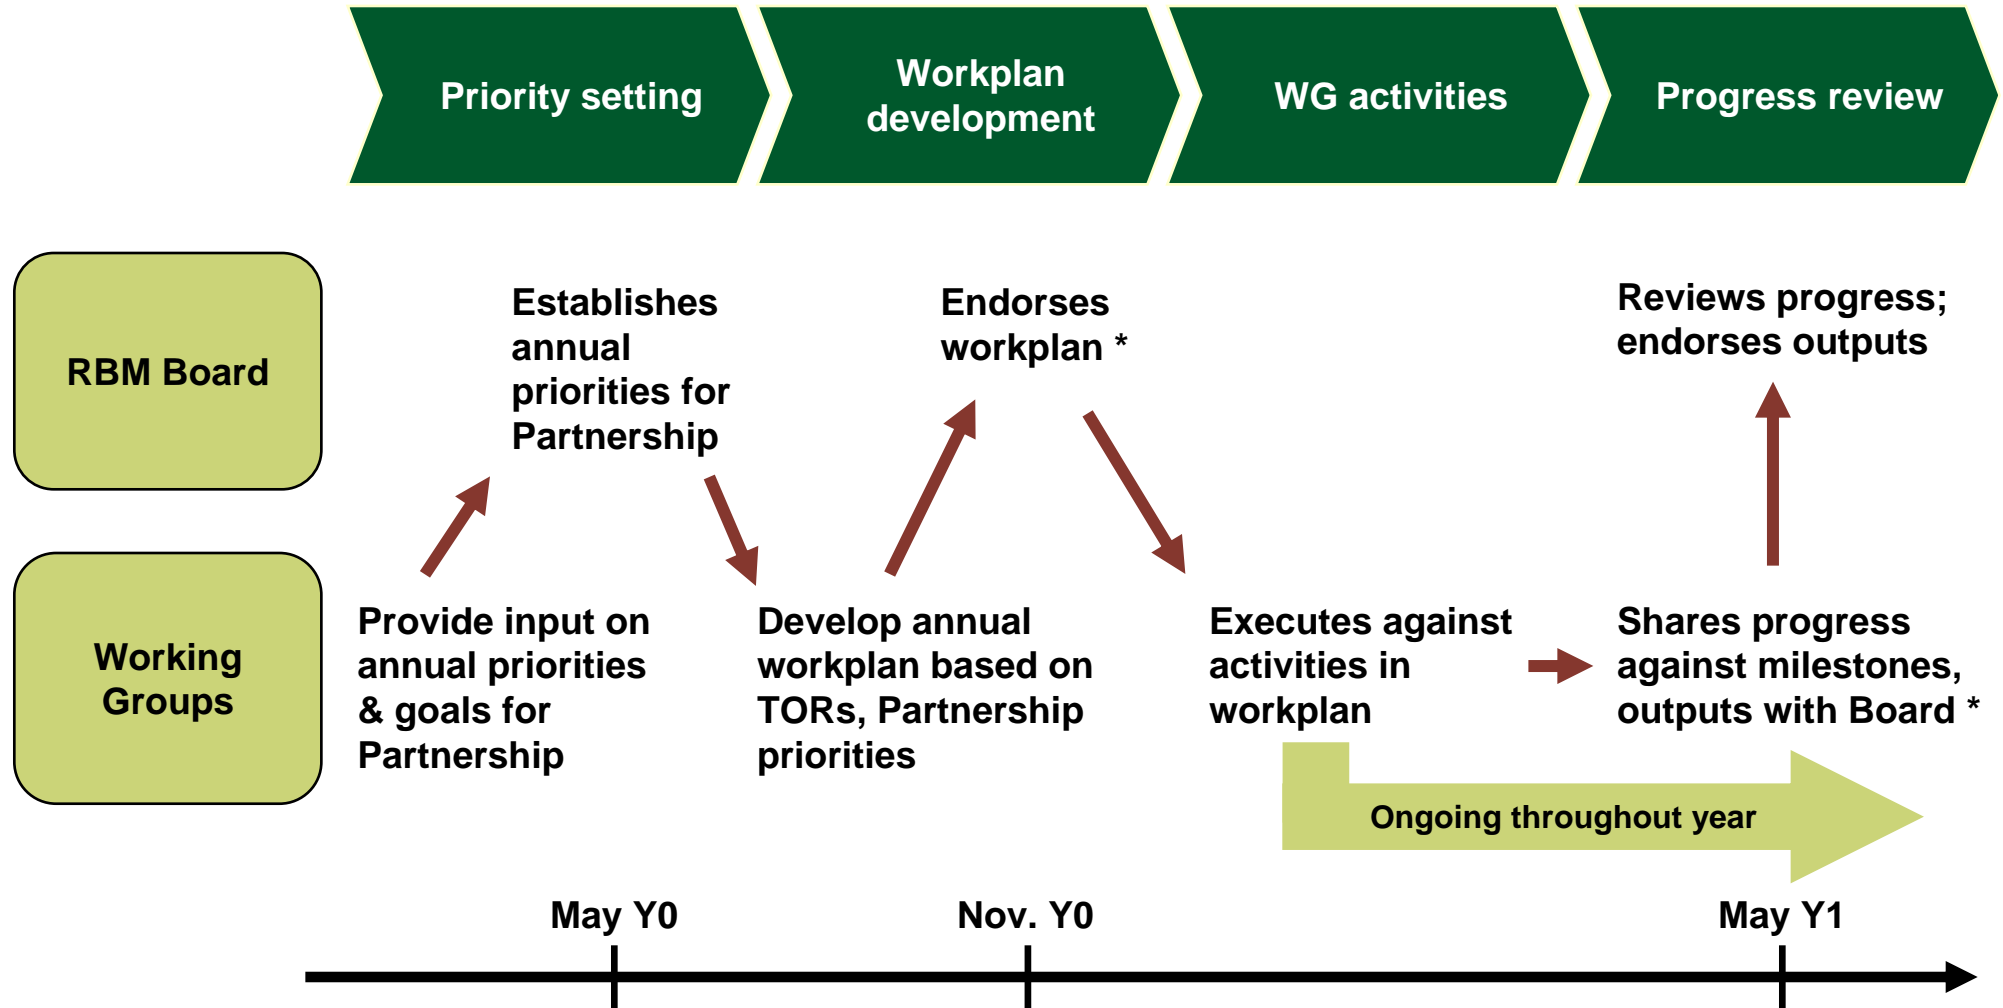 Priority setting
Workplan
development
WG activities
Progress review
RBM Board
Establishes
annual
priorities for
Partnership
Endorses
workplan *
Reviews progress;
endorses outputs
Working
Groups
Provide input on
annual priorities
& goals for
Partnership
Develop annual
workplan based on
TORs, Partnership
priorities
Executes against
activities in
workplan
Shares progress
against milestones,
outputs with Board *
Ongoing throughout year
May Y0
Nov. Y0
May Y1